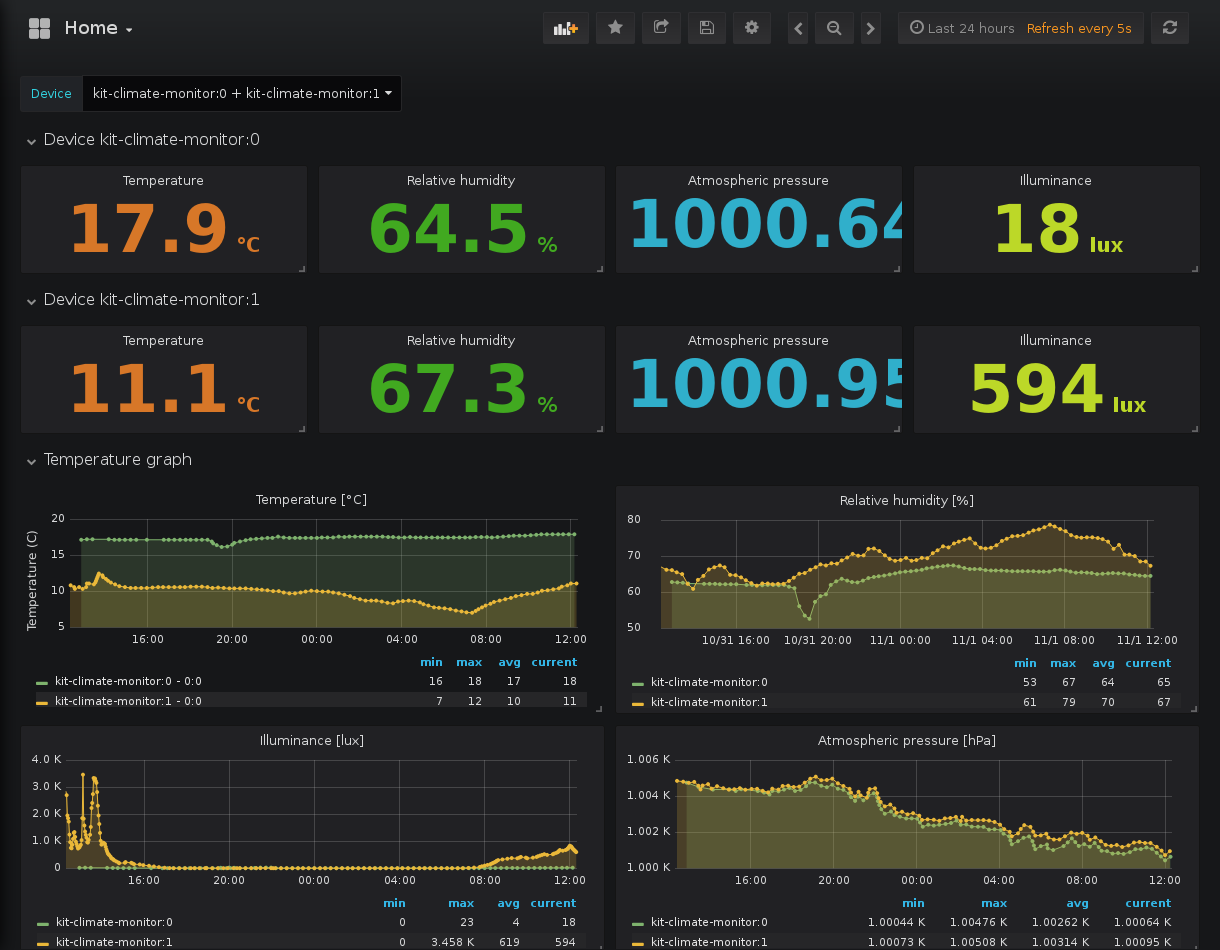 Home
Last 24 hours Refresh every 5s
Device kit-climate-monitor:0 + kit-climate-monitor:1
Device kit-climate-monitor:0
Temperature Relative humidity Atmospheric pressure Illuminance
17.9 °C 64.5 % 1000.64 18 lux
Device kit-climate-monitor:1
Temperature Relative humidity Atmospheric pressure Illuminance
11.1 °C 67.3 % 1000.95 594 lux
Temperature graph
Temperature [°C]
Temperature (C)
20
15
10
5
16:00 20:00 00:00 04:00 08:00 12:00
min max avg current
kit-climate-monitor:0 - 0:0 16 18 17 18
kit-climate-monitor:1 - 0:0 7 12 10 11
Relative humidity [%]
80
70
60
50
10/31 16:00 10/31 20:00 11/1 00:00 11/1 04:00 11/1 08:00 11/1 12:00
min max avg current
kit-climate-monitor:0 53 67 64 65
kit-climate-monitor:1 61 79 70 67
Illuminance [lux]
4.0 K
3.0 K
2.0 K
1.0 K
0
16:00 20:00 00:00 04:00 08:00 12:00
min max avg current
kit-climate-monitor:0 0 23 4 18
kit-climate-monitor:1 0 3.458 K 619 594
Atmospheric pressure [hPa]
1.006 K
1.004 K
1.002 K
1.000 K
16:00 20:00 00:00 04:00 08:00 12:00
min max avg current
kit-climate-monitor:0 1.00044 K 1.00476 K 1.00262 K 1.00064 K
kit-climate-monitor:1 1.00073 K 1.00508 K 1.00314 K 1.00095 K